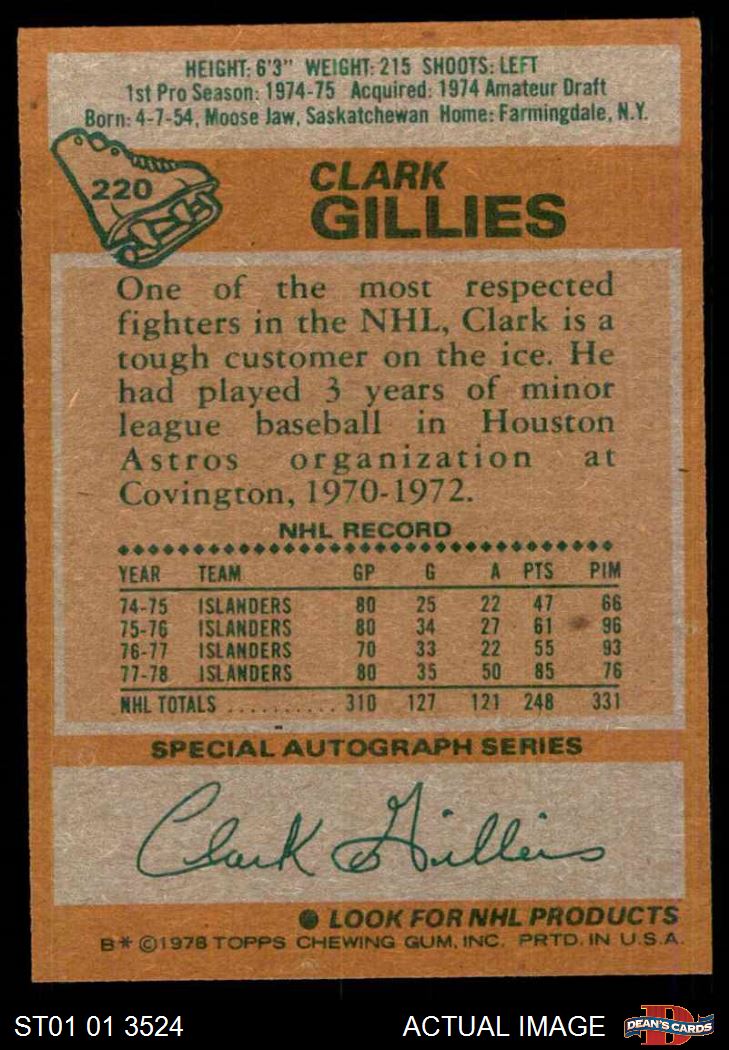 HEIGHT: 6'3" WEIGHT: 215 SHOOTS: LEFT
1st Pro Season: 1974-75 Acquired: 1974 Amateur Draft
Born: 4-7-54, Moose Jaw, Saskatchewan Home: Farmingdale, N.Y.
220
CLARK
GILLIES
One of the most respected
fighters in the NHL, Clark is a
tough customer on the ice. He
had played 3 years of minor
league baseball in Houston
Astros organization at
Covington, 1970-1972.
NHL RECORD
YEAR TEAM GP G A PTS PIM
74-75 ISLANDERS 80 25 22 47 66
75-76 ISLANDERS 80 34 27 61 96
76-77 ISLANDERS 70 33 22 55 93
77-78 ISLANDERS 80 35 50 85 76
NHL TOTALS .......... 310 127 121 248 331
SPECIAL AUTOGRAPH SERIES
Clark Gillies
LOOK FOR NHL PRODUCTS
B* ©1978 TOPPS CHEWING GUM, INC. PRTD. IN U.S.A.
ST01 01 3524 ACTUAL IMAGE D DEAN'S CARDS